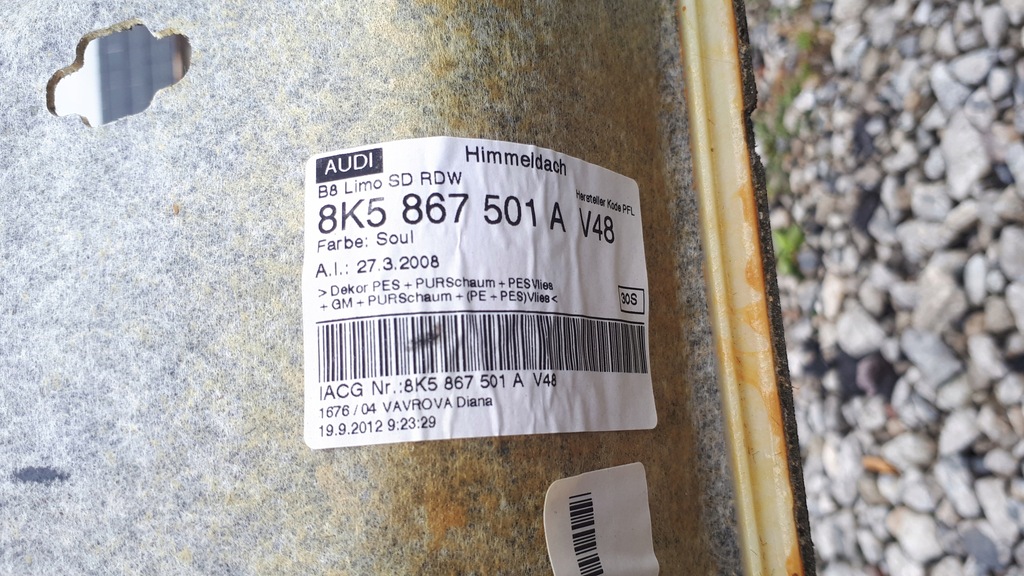 AUDI Himmeldach
B8 Limo SD RDW
Hersteller Kode PFL
8K5 867 501 A V48
Farbe: Soul
A.I.: 27.3.2008
> Dekor PES + PURSchaum + PESVlies
+ GM + PURSchaum + (PE + PES)Vlies <
30S
IACG Nr.:8K5 867 501 A V48
1676 / 04 VAVROVA Diana
19.9.2012 9:23:29